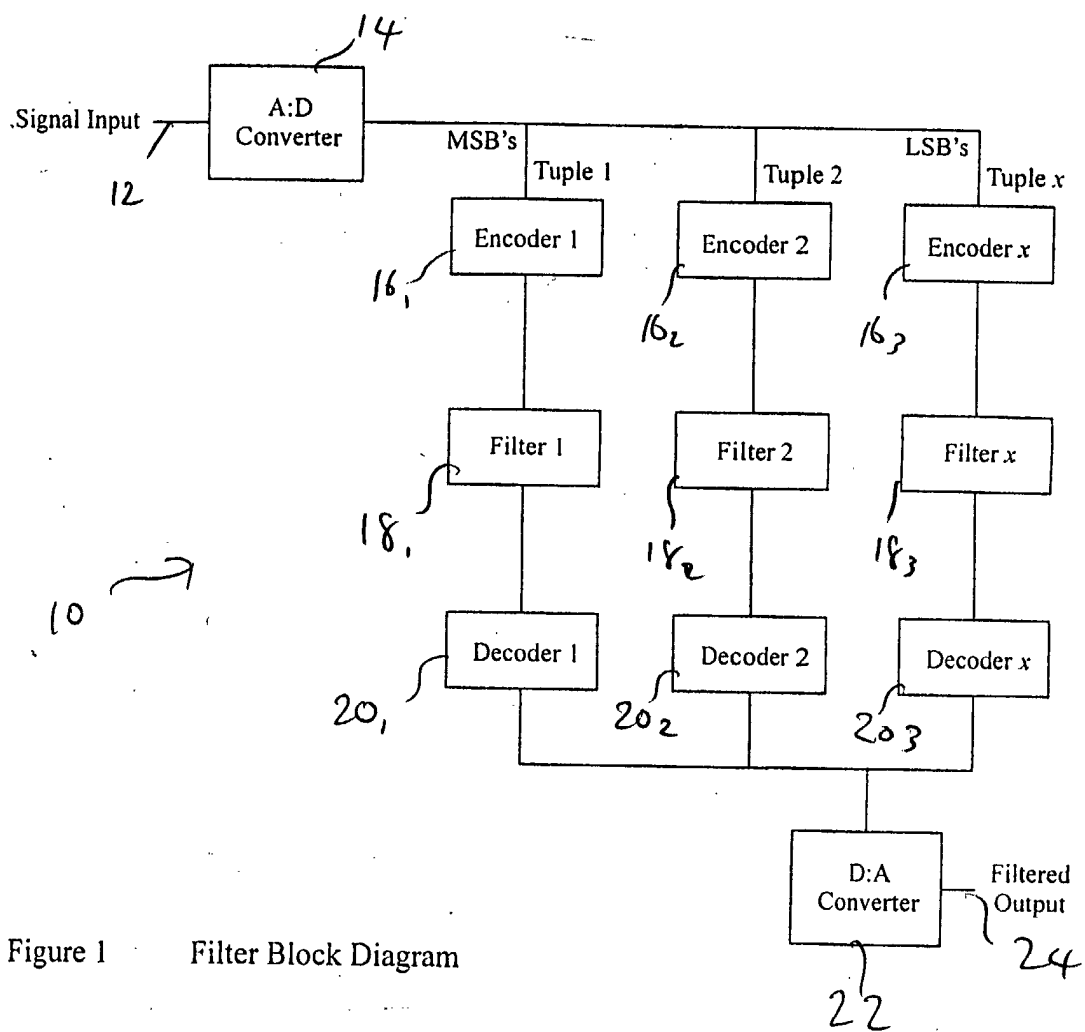 14
.Signal Input
A:D
Converter
12
MSB's
LSB's
Tuple 1
Tuple 2
Tuple x
Encoder 1
Encoder 2
Encoder x
16₁
16₂
16₃
Filter 1
Filter 2
Filter x
18₁
18₂
18₃
10
Decoder 1
Decoder 2
Decoder x
20₁
20₂
20₃
D:A
Converter
Filtered
Output
24
22
Figure 1 Filter Block Diagram